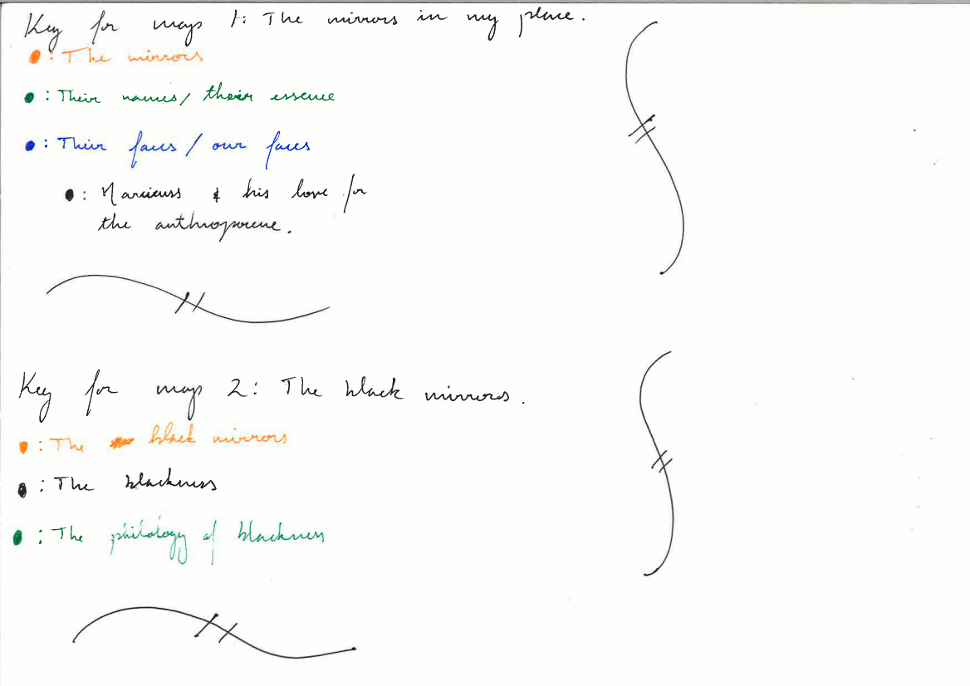 Key for map 1: The mirrors in my place.
: The mirrors
: Their names / their essence
: Their faces / our faces
: Narcicuss & his love for
the anthropocene.
Key for map 2: The black mirrors.
: The black mirrors
: The blackness
: The philology of blackness